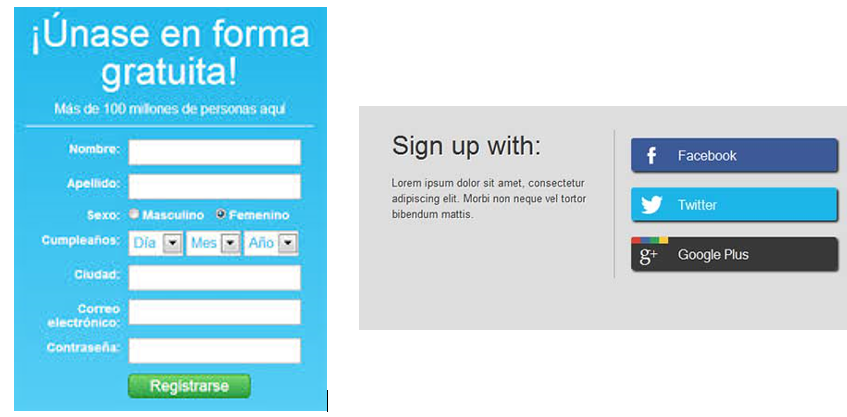 ¡Únase en forma
gratuita!
Más de 100 millones de personas aquí
Nombre:
Apellido:
Sexo: Masculino Femenino
Cumpleaños: Día Mes Año
Ciudad:
Correo
electrónico:
Contraseña:
Registrarse
Sign up with:
Lorem ipsum dolor sit amet, consectetur
adipiscing elit. Morbi non neque vel tortor
bibendum mattis.
f Facebook
Twitter
g+ Google Plus